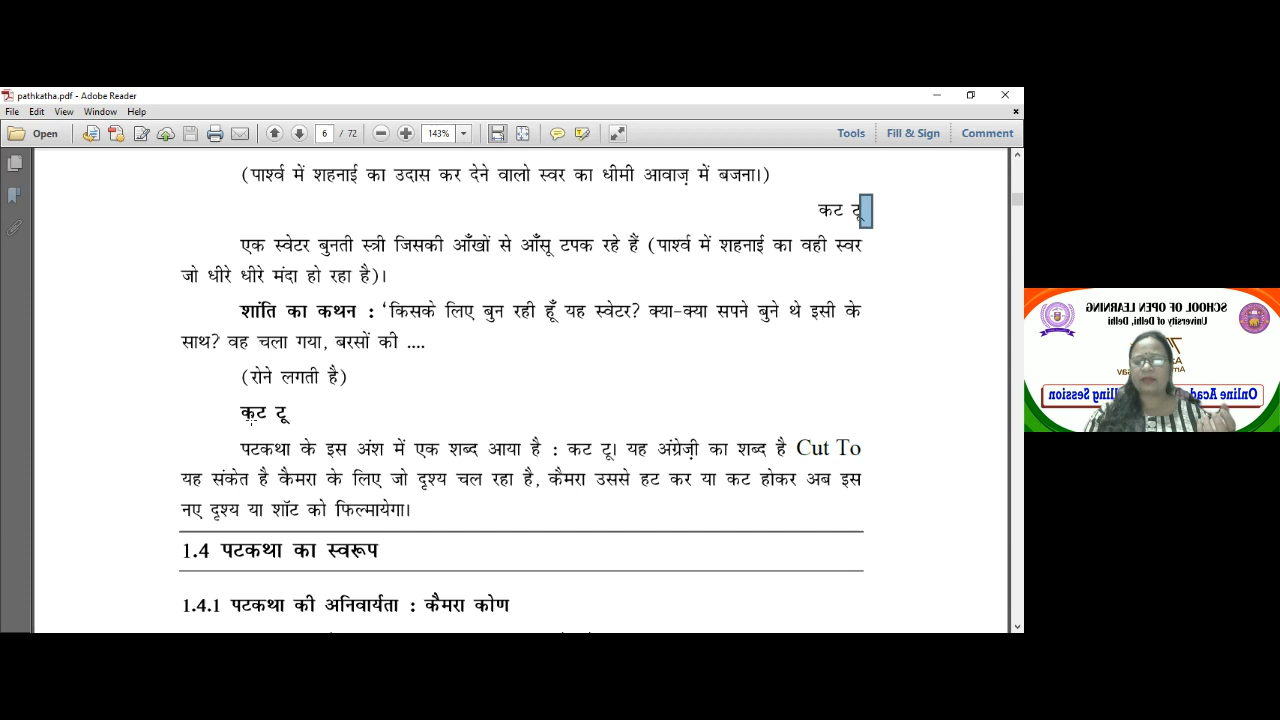 pathkatha.pdf - Adobe Reader
File Edit View Window Help
Open 6 / 72 143% Tools Fill & Sign Comment
(पार्श्व में शहनाई का उदास कर देने वालो स्वर का धीमी आवाज़ में बजना।)
कट टू
एक स्वेटर बुनती स्त्री जिसकी आँखों से आँसू टपक रहे हैं (पार्श्व में शहनाई का वही स्वर
जो धीरे धीरे मंदा हो रहा है)।
शांति का कथन : ‘किसके लिए बुन रही हूँ यह स्वेटर? क्या-क्या सपने बुने थे इसी के
साथ? वह चला गया, बरसों की ....
(रोने लगती है)
कट टू
पटकथा के इस अंश में एक शब्द आया है : कट टू। यह अंग्रेज़ी का शब्द है Cut To
यह संकेत है कैमरा के लिए जो दृश्य चल रहा है, कैमरा उससे हट कर या कट होकर अब इस
नए दृश्य या शॉट को फिल्मायेगा।
1.4 पटकथा का स्वरूप
1.4.1 पटकथा की अनिवार्यता : कैमरा कोण
SCHOOL OF OPEN LEARNING
University of Delhi, Delhi
Online Acad
lling Session